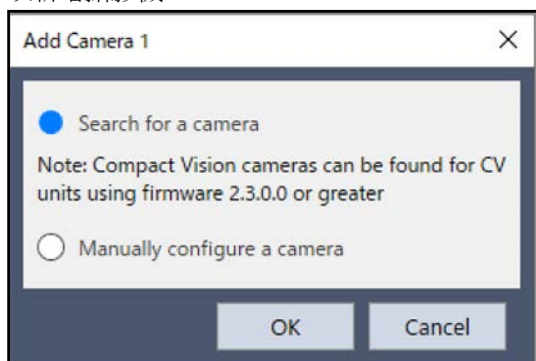 Add Camera 1
Search for a camera
Note: Compact Vision cameras can be found for CV
units using firmware 2.3.0.0 or greater
Manually configure a camera
OK
Cancel